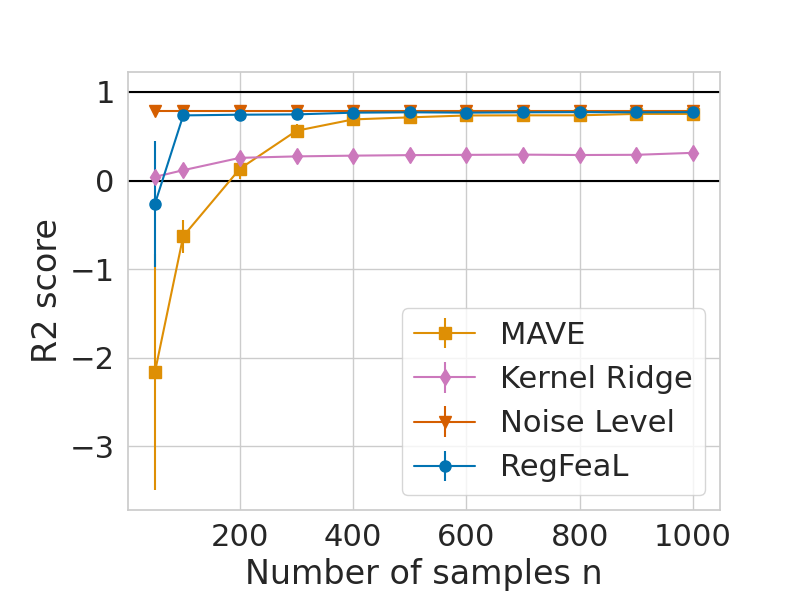 1
0
−1
−2
−3
R2 score
MAVE
Kernel Ridge
Noise Level
RegFeaL
200 400 600 800 1000
Number of samples n